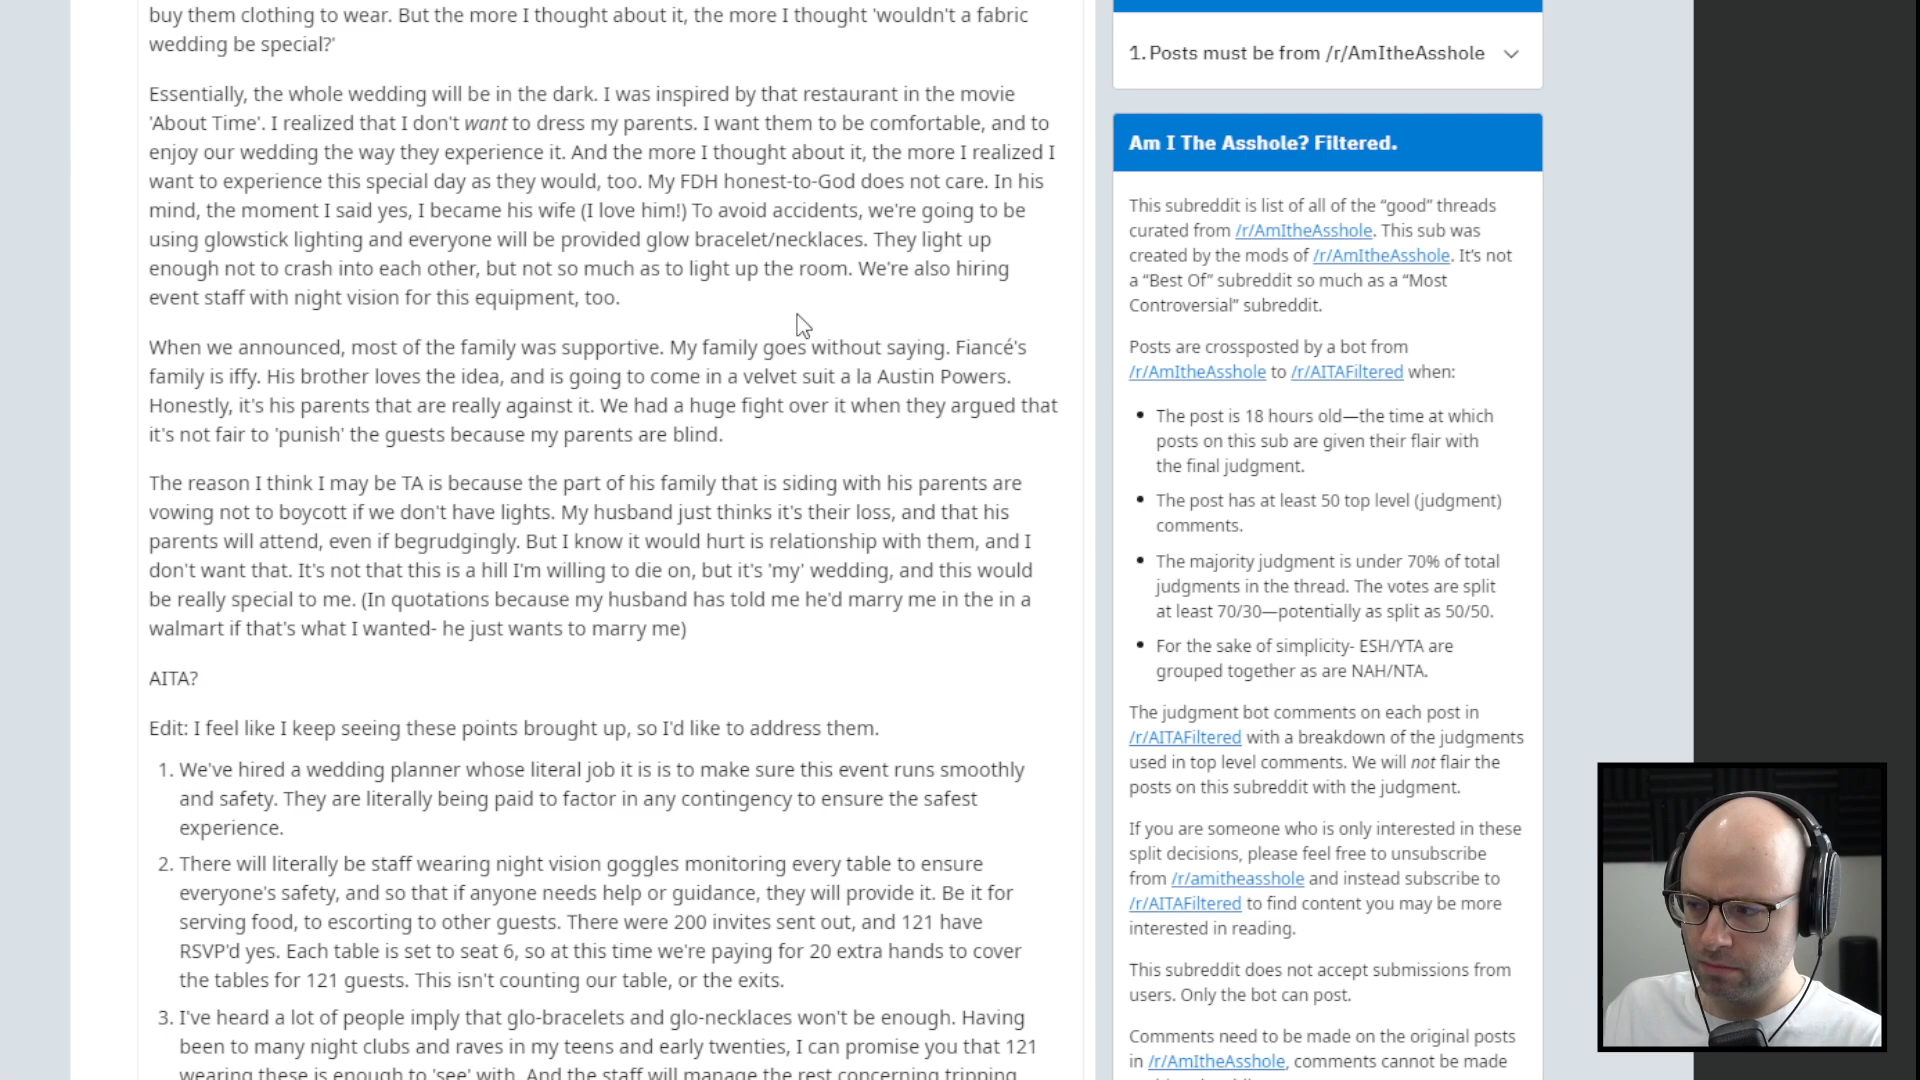 buy them clothing to wear. But the more I thought about it, the more I thought 'wouldn't a fabric
wedding be special?'
Essentially, the whole wedding will be in the dark. I was inspired by that restaurant in the movie
'About Time'. I realized that I don't want to dress my parents. I want them to be comfortable, and to
enjoy our wedding the way they experience it. And the more I thought about it, the more I realized I
want to experience this special day as they would, too. My FDH honest-to-God does not care. In his
mind, the moment I said yes, I became his wife (I love him!) To avoid accidents, we're going to be
using glowstick lighting and everyone will be provided glow bracelet/necklaces. They light up
enough not to crash into each other, but not so much as to light up the room. We're also hiring
event staff with night vision for this equipment, too.
When we announced, most of the family was supportive. My family goes without saying. Fiancé's
family is iffy. His brother loves the idea, and is going to come in a velvet suit a la Austin Powers.
Honestly, it's his parents that are really against it. We had a huge fight over it when they argued that
it's not fair to 'punish' the guests because my parents are blind.
The reason I think I may be TA is because the part of his family that is siding with his parents are
vowing not to boycott if we don't have lights. My husband just thinks it's their loss, and that his
parents will attend, even if begrudgingly. But I know it would hurt is relationship with them, and I
don't want that. It's not that this is a hill I'm willing to die on, but it's 'my' wedding, and this would
be really special to me. (In quotations because my husband has told me he'd marry me in the in a
walmart if that's what I wanted- he just wants to marry me)
AITA?
Edit: I feel like I keep seeing these points brought up, so I'd like to address them.
1. We've hired a wedding planner whose literal job it is is to make sure this event runs smoothly
and safety. They are literally being paid to factor in any contingency to ensure the safest
experience.
2. There will literally be staff wearing night vision goggles monitoring every table to ensure
everyone's safety, and so that if anyone needs help or guidance, they will provide it. Be it for
serving food, to escorting to other guests. There were 200 invites sent out, and 121 have
RSVP'd yes. Each table is set to seat 6, so at this time we're paying for 20 extra hands to cover
the tables for 121 guests. This isn't counting our table, or the exits.
3. I've heard a lot of people imply that glo-bracelets and glo-necklaces won't be enough. Having
been to many night clubs and raves in my teens and early twenties, I can promise you that 121
wearing these is enough to 'see' with. And the staff will manage the rest concerning tripping
1. Posts must be from /r/AmItheAsshole
Am I The Asshole? Filtered.
This subreddit is list of all of the “good” threads
curated from /r/AmItheAsshole. This sub was
created by the mods of /r/AmItheAsshole. It’s not
a “Best Of” subreddit so much as a “Most
Controversial” subreddit.
Posts are crossposted by a bot from
/r/AmItheAsshole to /r/AITAFiltered when:
• The post is 18 hours old—the time at which
posts on this sub are given their flair with
the final judgment.
• The post has at least 50 top level (judgment)
comments.
• The majority judgment is under 70% of total
judgments in the thread. The votes are split
at least 70/30—potentially as split as 50/50.
• For the sake of simplicity- ESH/YTA are
grouped together as are NAH/NTA.
The judgment bot comments on each post in
/r/AITAFiltered with a breakdown of the judgments
used in top level comments. We will not flair the
posts on this subreddit with the judgment.
If you are someone who is only interested in these
split decisions, please feel free to unsubscribe
from /r/amitheasshole and instead subscribe to
/r/AITAFiltered to find content you may be more
interested in reading.
This subreddit does not accept submissions from
users. Only the bot can post.
Comments need to be made on the original posts
in /r/AmItheAsshole, comments cannot be made